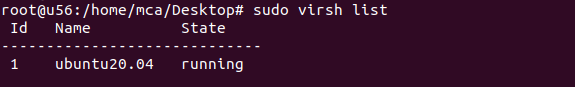 root@u56:/home/mca/Desktop# sudo virsh list
 Id   Name          State
------------------------------
 1    ubuntu20.04   running